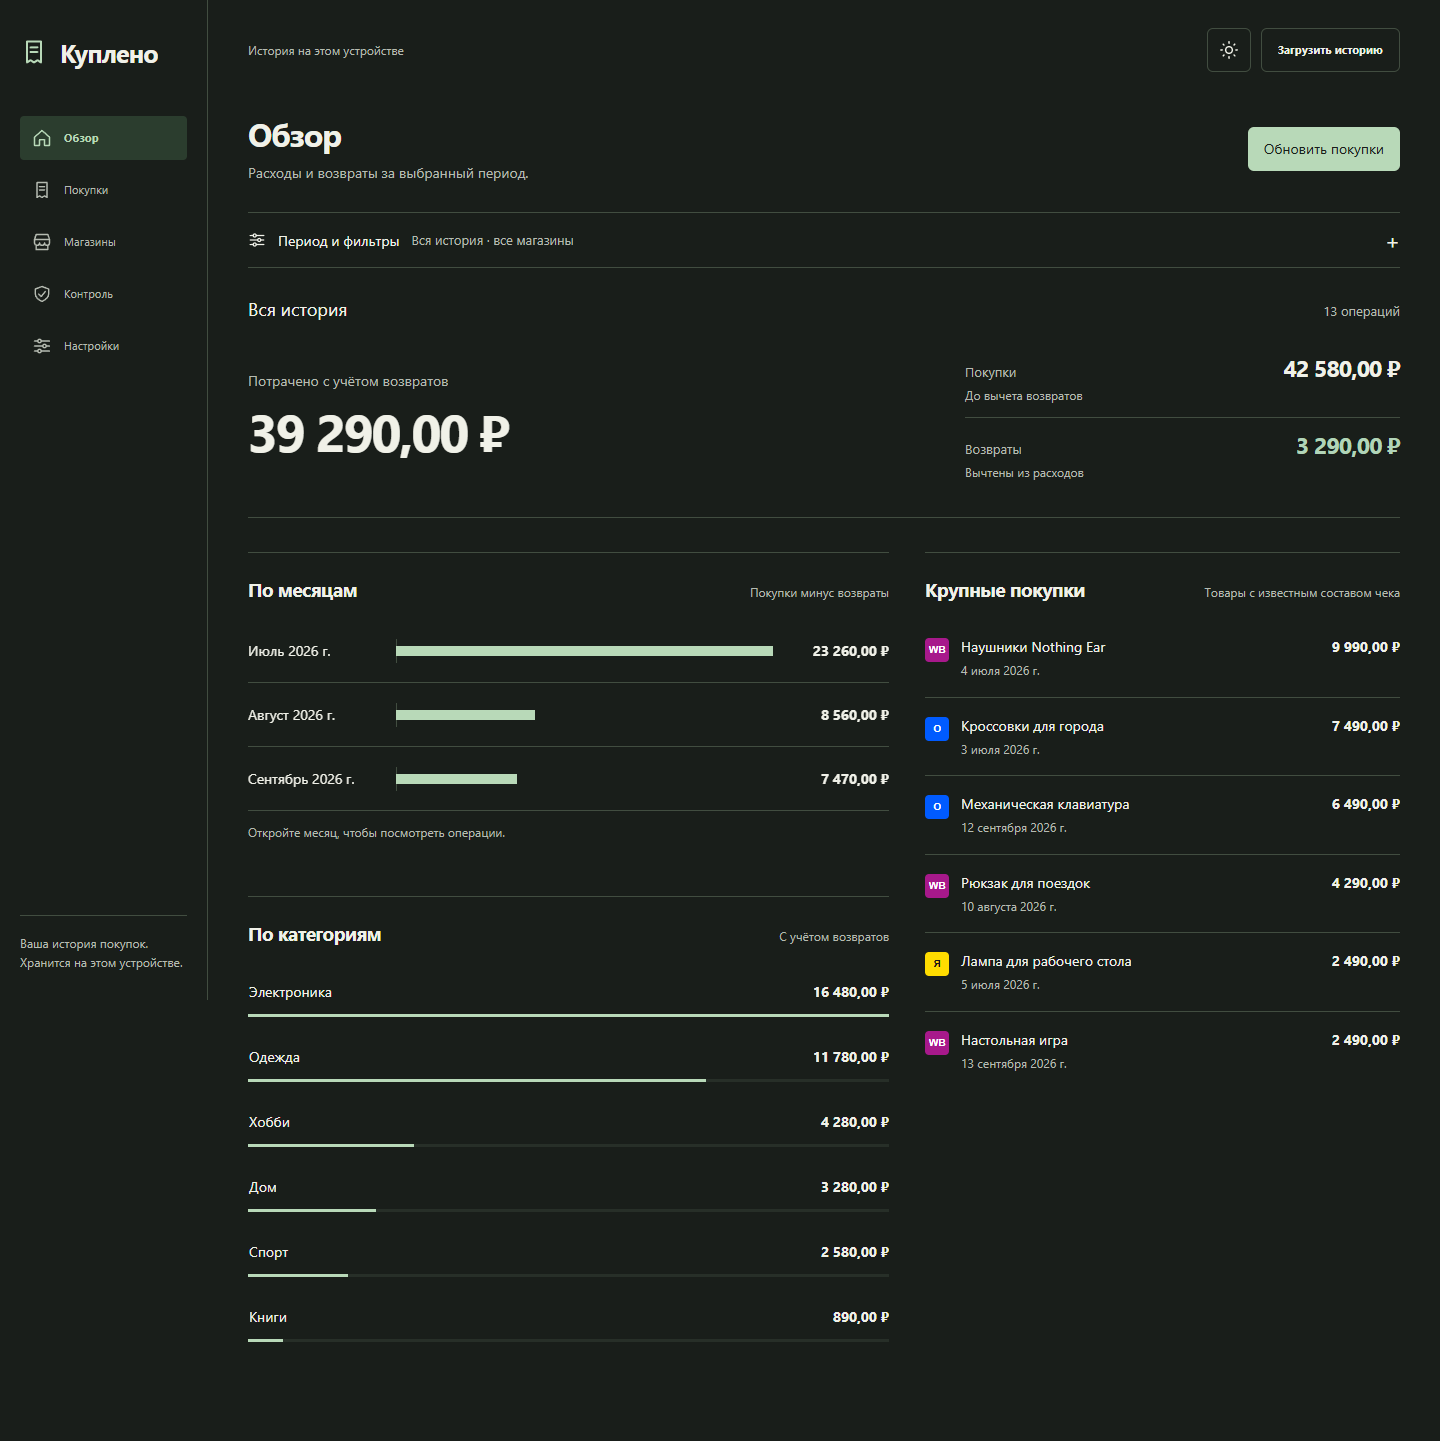 Куплено
Обзор
Покупки
Магазины
Контроль
Настройки
Ваша история покупок.
Хранится на этом устройстве.
История на этом устройстве
Загрузить историю
Обзор
Расходы и возвраты за выбранный период.
Обновить покупки
Период и фильтры Вся история · все магазины +
Вся история
13 операций
Потрачено с учётом возвратов
39 290,00 ₽
Покупки 42 580,00 ₽
До вычета возвратов
Возвраты 3 290,00 ₽
Вычтены из расходов
По месяцам Покупки минус возвраты
Июль 2026 г. 23 260,00 ₽
Август 2026 г. 8 560,00 ₽
Сентябрь 2026 г. 7 470,00 ₽
Откройте месяц, чтобы посмотреть операции.
По категориям С учётом возвратов
Электроника 16 480,00 ₽
Одежда 11 780,00 ₽
Хобби 4 280,00 ₽
Дом 3 280,00 ₽
Спорт 2 580,00 ₽
Книги 890,00 ₽
Крупные покупки Товары с известным составом чека
WB Наушники Nothing Ear 9 990,00 ₽
4 июля 2026 г.
O Кроссовки для города 7 490,00 ₽
3 июля 2026 г.
O Механическая клавиатура 6 490,00 ₽
12 сентября 2026 г.
WB Рюкзак для поездок 4 290,00 ₽
10 августа 2026 г.
Я Лампа для рабочего стола 2 490,00 ₽
5 июля 2026 г.
WB Настольная игра 2 490,00 ₽
13 сентября 2026 г.